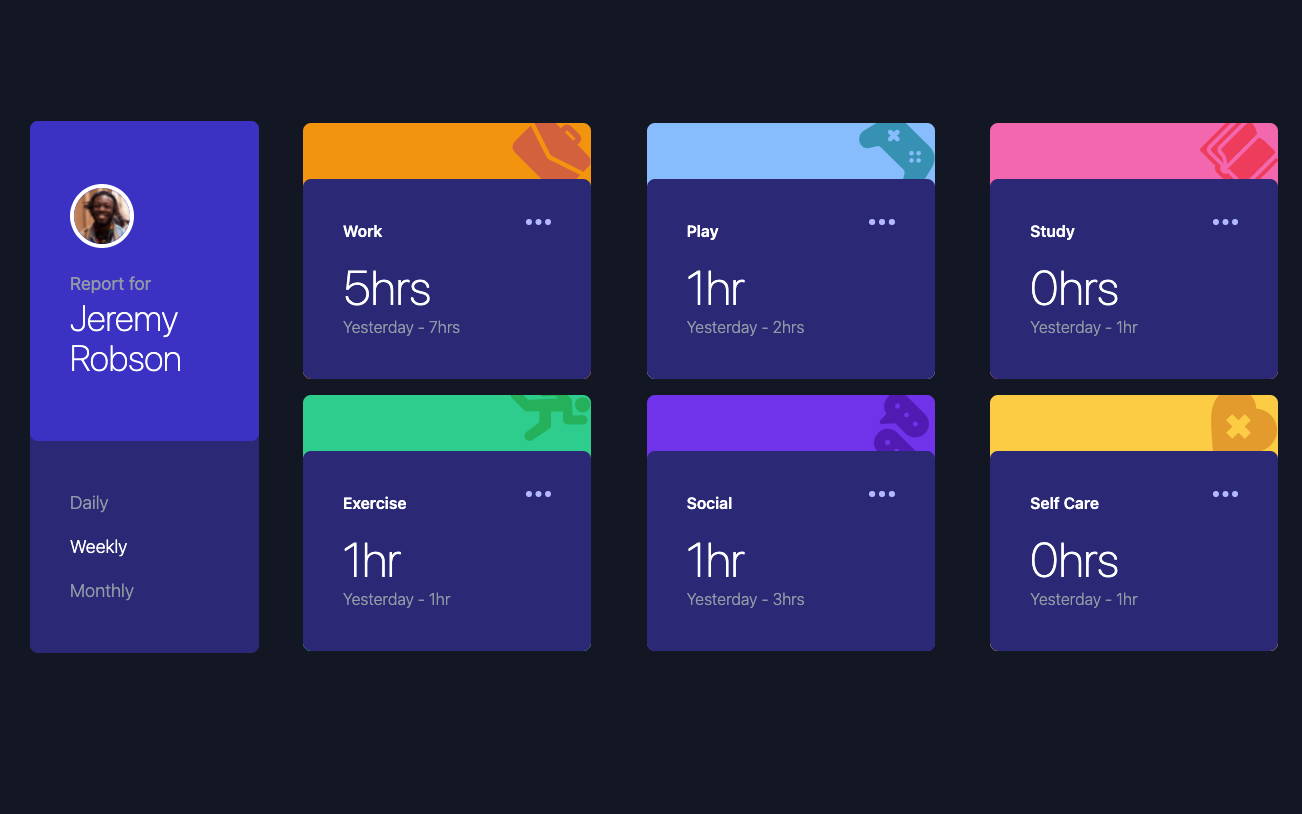 Report for
Jeremy
Robson
Daily
Weekly
Monthly
Work
5hrs
Yesterday - 7hrs
Play
1hr
Yesterday - 2hrs
Study
0hrs
Yesterday - 1hr
Exercise
1hr
Yesterday - 1hr
Social
1hr
Yesterday - 3hrs
Self Care
0hrs
Yesterday - 1hr